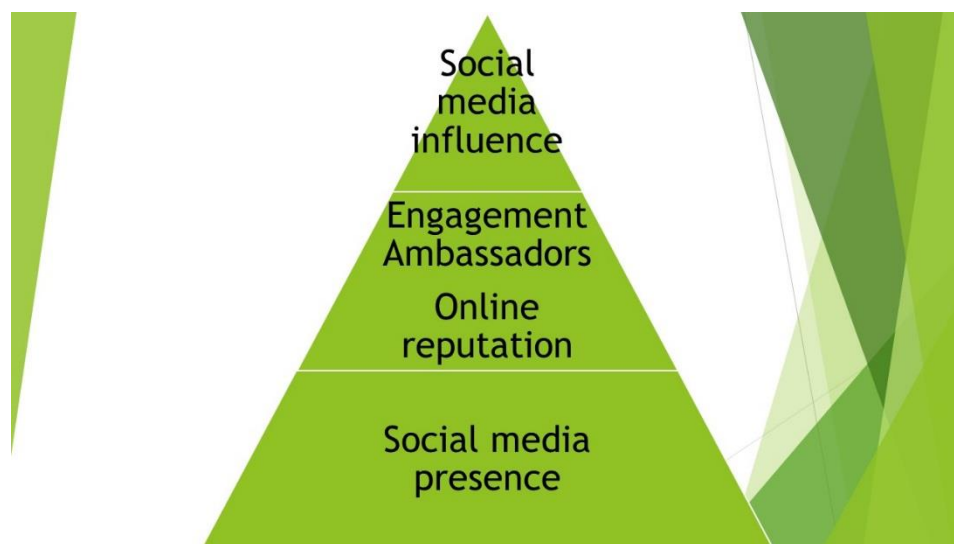 Social
media
influence
Engagement
Ambassadors
Online
reputation
Social media
presence